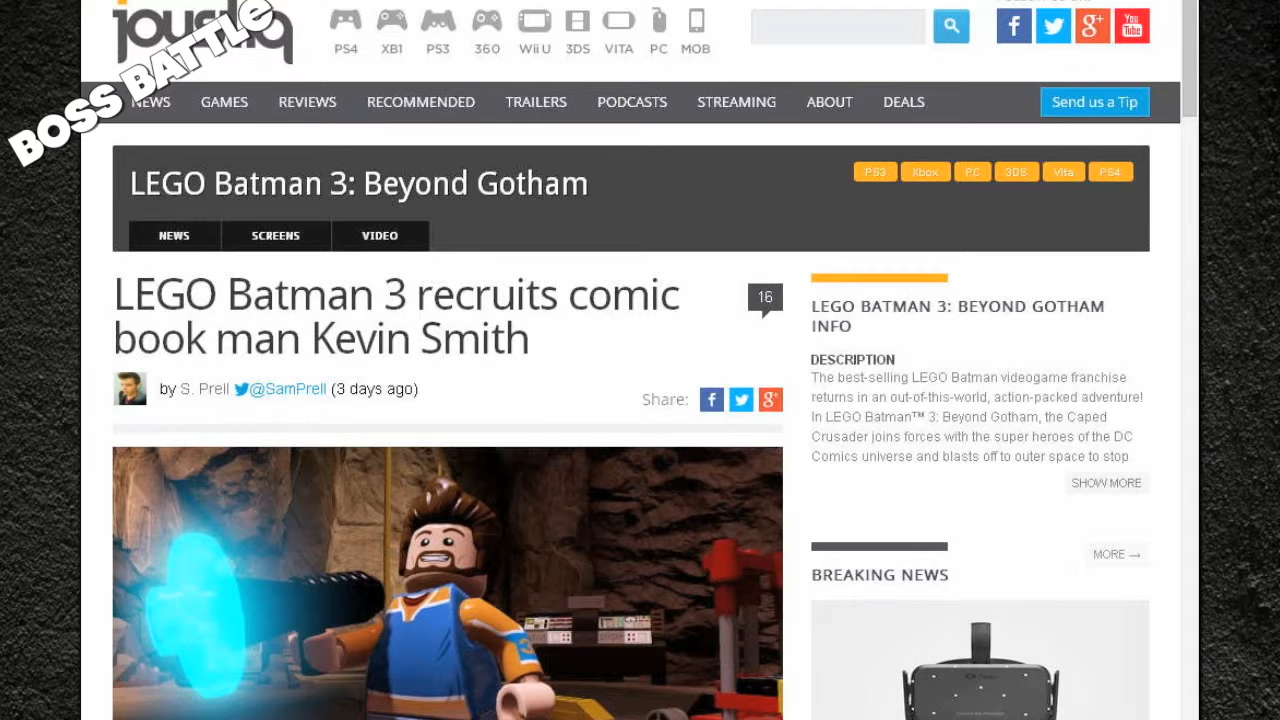 joystiq
BOSS BATTLE
PS4 XB1 PS3 360 Wii U 3DS VITA PC MOB
f g+ You Tube
NEWS GAMES REVIEWS RECOMMENDED TRAILERS PODCASTS STREAMING ABOUT DEALS Send us a Tip
LEGO Batman 3: Beyond Gotham
PS3 Xbox PC 3DS Vita PS4
NEWS SCREENS VIDEO
LEGO Batman 3 recruits comic
book man Kevin Smith
16
by S. Prell @SamPrell (3 days ago)
Share: f g+
LEGO BATMAN 3: BEYOND GOTHAM
INFO
DESCRIPTION
The best-selling LEGO Batman videogame franchise
returns in an out-of-this-world, action-packed adventure!
In LEGO Batman™ 3: Beyond Gotham, the Caped
Crusader joins forces with the super heroes of the DC
Comics universe and blasts off to outer space to stop
SHOW MORE
MORE →
BREAKING NEWS